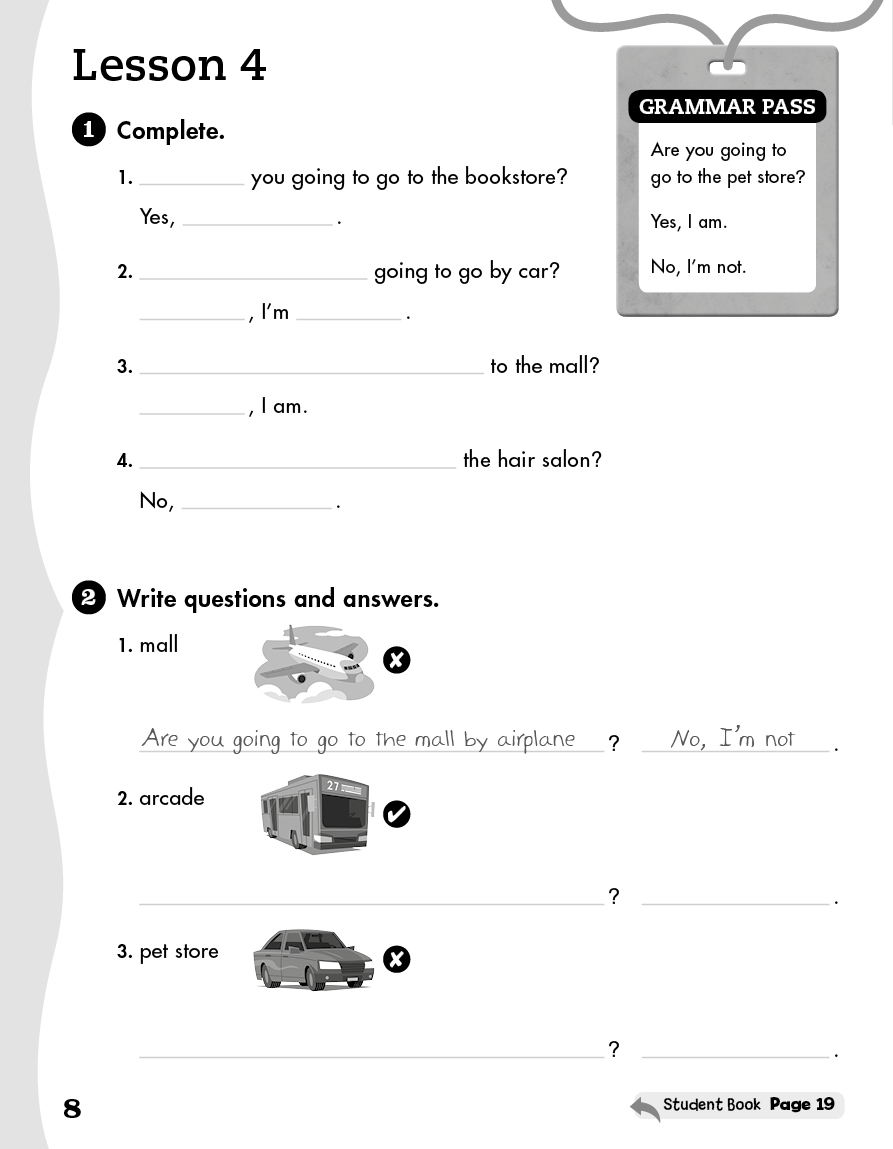 Lesson 4
GRAMMAR PASS
Are you going to
go to the pet store?
Yes, I am.
No, I'm not.
1 Complete.
1. ________ you going to go to the bookstore?
Yes, ________ .
2. ________ going to go by car?
________ , I'm ________ .
3. ________ to the mall?
________ , I am.
4. ________ the hair salon?
No, ________ .
2 Write questions and answers.
1. mall
Are you going to go to the mall by airplane ? No, I'm not .
2. arcade
27
________ ? ________ .
3. pet store
________ ? ________ .
8
Student Book Page 19